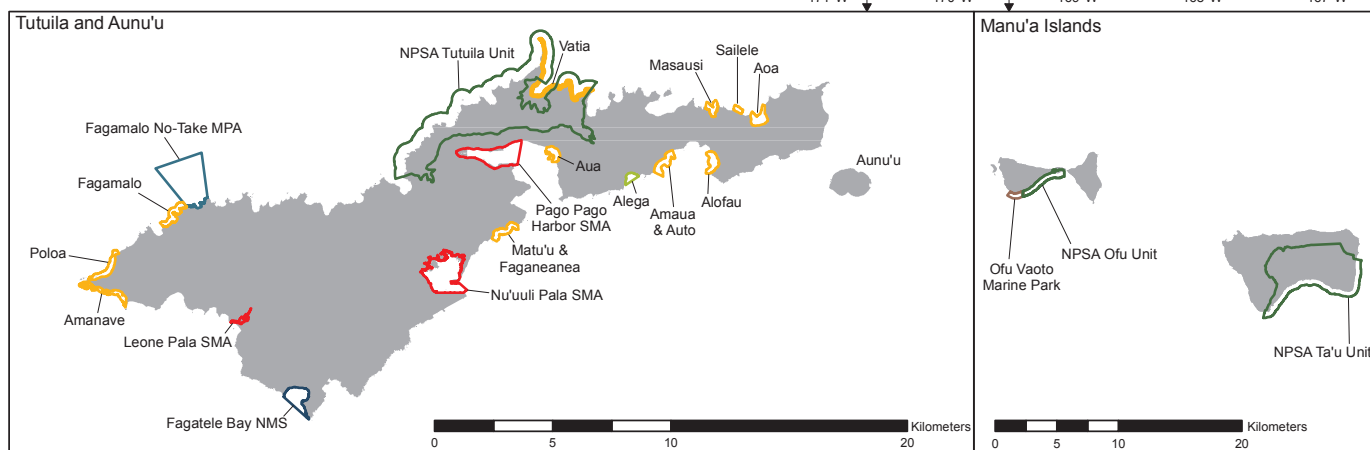 Tutuila and Aunu'u
Manu'a Islands
NPSA Tutuila Unit
Vatia
Masausi
Sailele
Aoa
Fagamalo No-Take MPA
Fagamalo
Poloa
Amanave
Leone Pala SMA
Fagatele Bay NMS
Aua
Pago Pago
Harbor SMA
Matu'u &
Faganeanea
Nu'uuli Pala SMA
Alega
Amaua
& Auto
Alofau
Aunu'u
Ofu Vaoto
Marine Park
NPSA Ofu Unit
NPSA Ta'u Unit
0 5 10 20 Kilometers
0 5 10 20 Kilometers